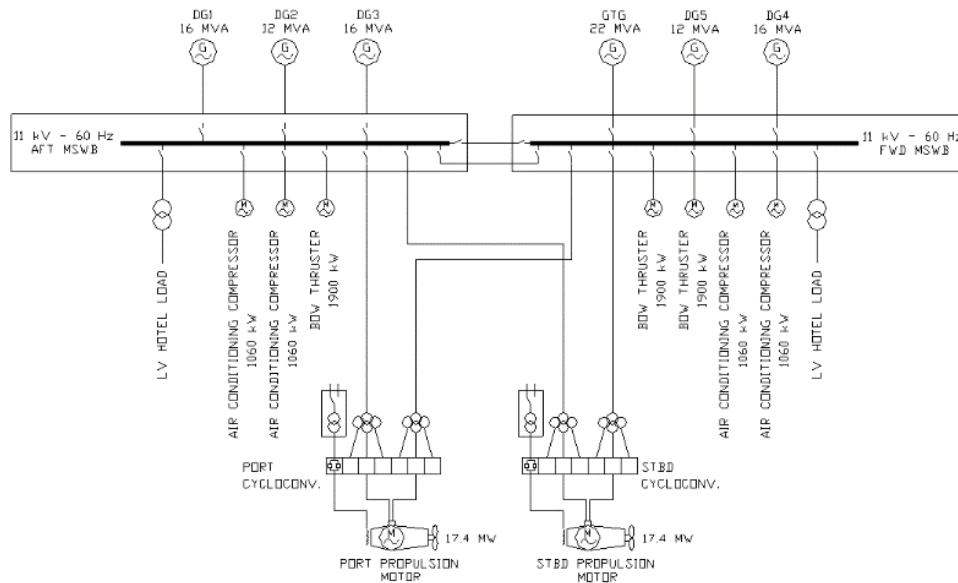 DG1
16 MVA
DG2
12 MVA
DG3
16 MVA
GTG
22 MVA
DG5
12 MVA
DG4
16 MVA
G
G
G
G
G
G
11 kV - 60 Hz
AFT MSWB
11 kV - 60 Hz
FWD MSWB
M
M
M
M
M
M
M
LV HOTEL LOAD
AIR CONDITIONING COMPRESSOR
1060 kW
AIR CONDITIONING COMPRESSOR
1060 kW
BOW THRUSTER
1900 kW
BOW THRUSTER
1900 kW
BOW THRUSTER
1900 kW
AIR CONDITIONING COMPRESSOR
1060 kW
AIR CONDITIONING COMPRESSOR
1060 kW
LV HOTEL LOAD
PORT
CYCLOCONV.
STBD
CYCLOCONV.
M
17.4 MW
M
17.4 MW
PORT PROPULSION
MOTOR
STBD PROPULSION
MOTOR